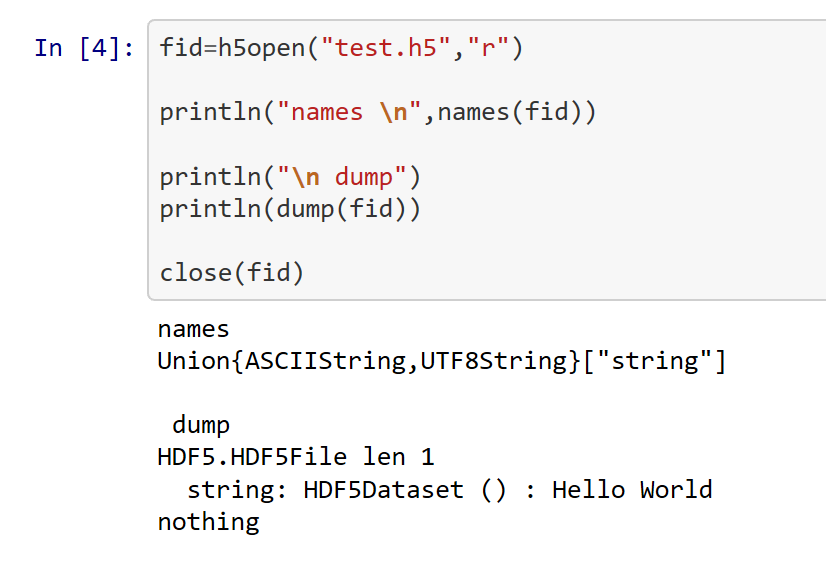 In [4]: fid=h5open("test.h5","r")
println("names \n",names(fid))
println("\n dump")
println(dump(fid))
close(fid)
names
Union{ASCIIString,UTF8String}["string"]
 dump
HDF5.HDF5File len 1
  string: HDF5Dataset () : Hello World
nothing